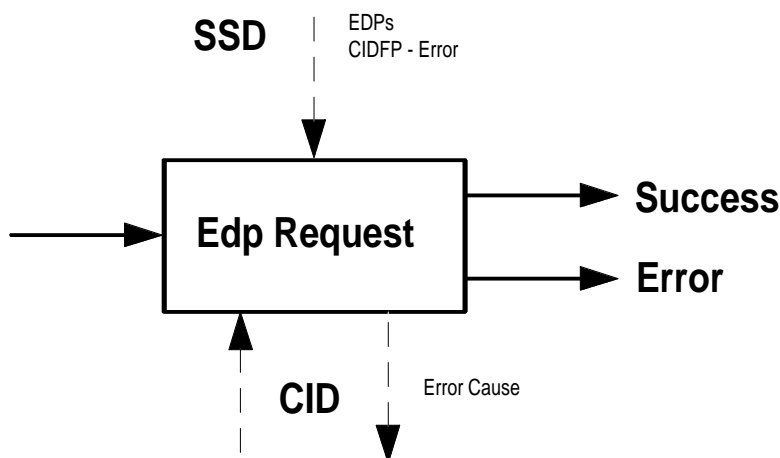 SSD
EDPs
CIDFP - Error
Edp Request
Success
Error
CID
Error Cause